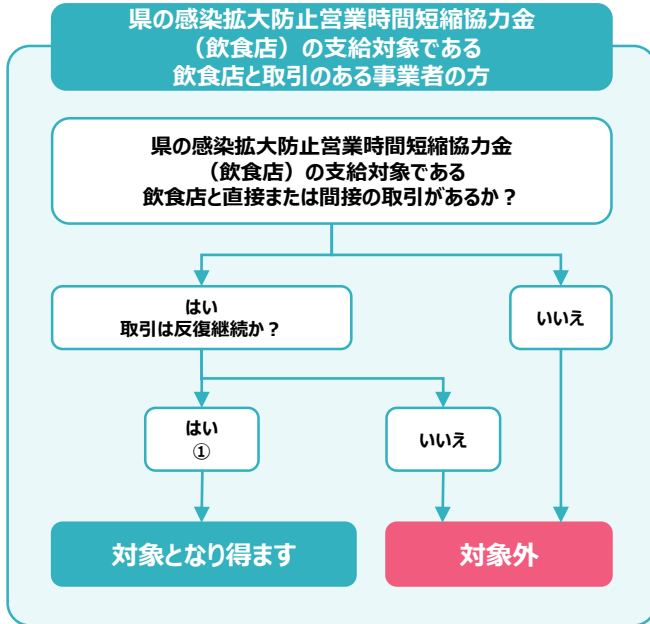 県の感染拡大防止営業時間短縮協力金
（飲食店）の支給対象である
飲食店と取引のある事業者の方
県の感染拡大防止営業時間短縮協力金
（飲食店）の支給対象である
飲食店と直接または間接の取引があるか？
はい
取引は反復継続か？
いいえ
はい
①
いいえ
対象となり得ます
対象外